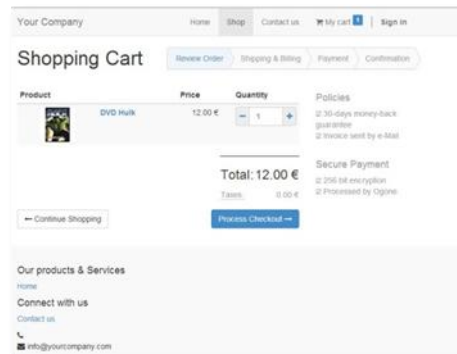 Your Company
Home Shop Contact us My cart 1 Sign in
Shopping Cart
Review Order Shipping & Billing Payment Confirmation
Product Price Quantity
DVD Hulk 12.00 € - 1 +
Policies
30-days money-back
guarantee
Invoice sent by e-Mail
Total: 12.00 €
Taxes: 0.00 €
Secure Payment
256 bit encryption
Processed by Ogone
← Continue Shopping
Process Checkout →
Our products & Services
Home
Connect with us
Contact us
info@yourcompany.com